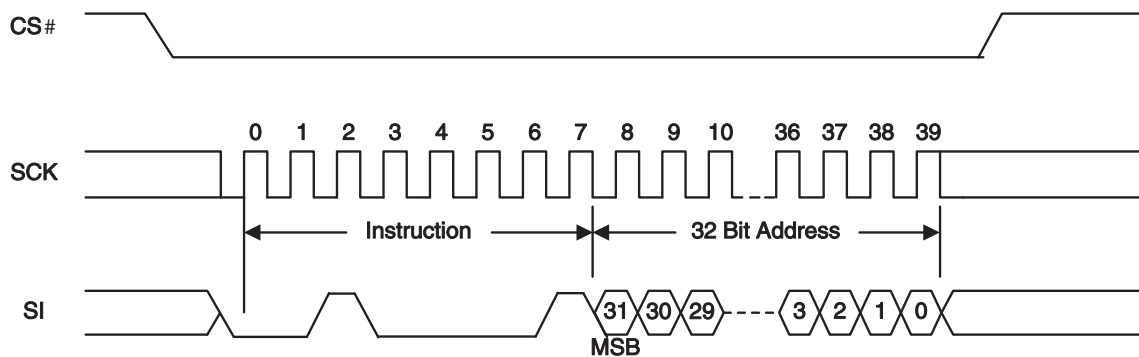 CS#
0 1 2 3 4 5 6 7 8 9 10 36 37 38 39
SCK
Instruction 32 Bit Address
SI 31 30 29 3 2 1 0
MSB